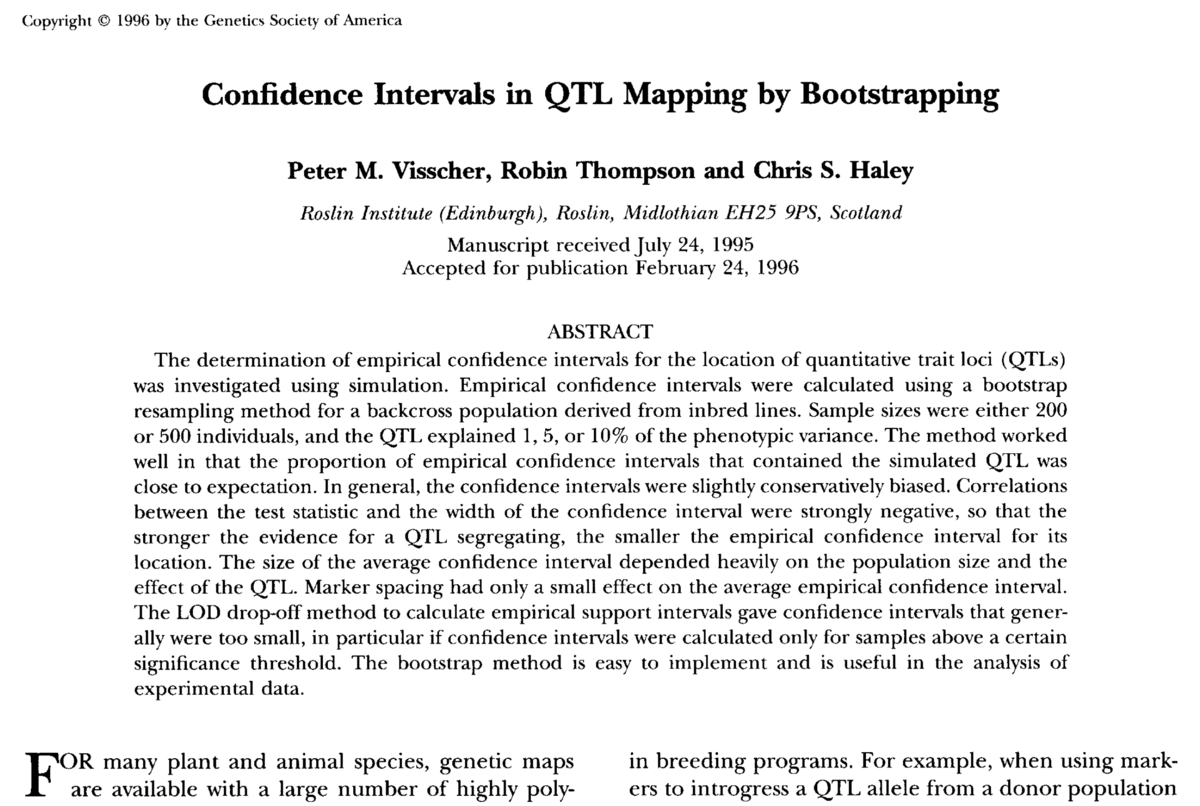 Copyright © 1996 by the Genetics Society of America
Confidence Intervals in QTL Mapping by Bootstrapping
Peter M. Visscher, Robin Thompson and Chris S. Haley
Roslin Institute (Edinburgh), Roslin, Midlothian EH25 9PS, Scotland
Manuscript received July 24, 1995
Accepted for publication February 24, 1996
ABSTRACT
The determination of empirical confidence intervals for the location of quantitative trait loci (QTLs)
was investigated using simulation. Empirical confidence intervals were calculated using a bootstrap
resampling method for a backcross population derived from inbred lines. Sample sizes were either 200
or 500 individuals, and the QTL explained 1, 5, or 10% of the phenotypic variance. The method worked
well in that the proportion of empirical confidence intervals that contained the simulated QTL was
close to expectation. In general, the confidence intervals were slightly conservatively biased. Correlations
between the test statistic and the width of the confidence interval were strongly negative, so that the
stronger the evidence for a QTL segregating, the smaller the empirical confidence interval for its
location. The size of the average confidence interval depended heavily on the population size and the
effect of the QTL. Marker spacing had only a small effect on the average empirical confidence interval.
The LOD drop-off method to calculate empirical support intervals gave confidence intervals that gener-
ally were too small, in particular if confidence intervals were calculated only for samples above a certain
significance threshold. The bootstrap method is easy to implement and is useful in the analysis of
experimental data.
FOR many plant and animal species, genetic maps
are available with a large number of highly poly-
in breeding programs. For example, when using mark-
ers to introgress a QTL allele from a donor population